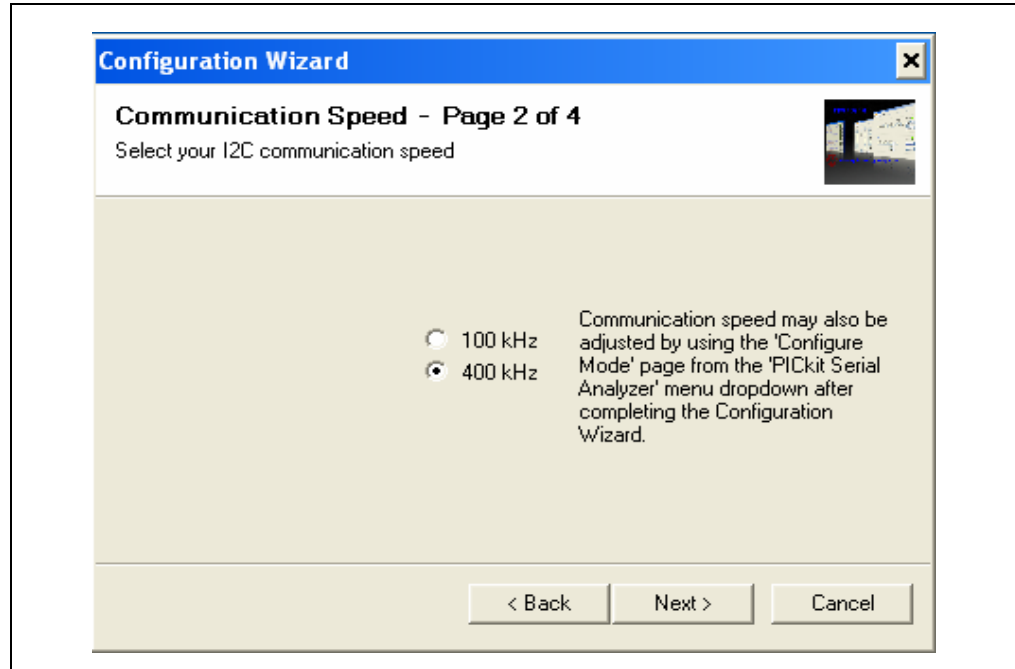 Configuration Wizard
Communication Speed - Page 2 of 4
Select your I2C communication speed
100 kHz
400 kHz
Communication speed may also be
adjusted by using the 'Configure
Mode' page from the 'PICkit Serial
Analyzer' menu dropdown after
completing the Configuration
Wizard.
< Back
Next >
Cancel